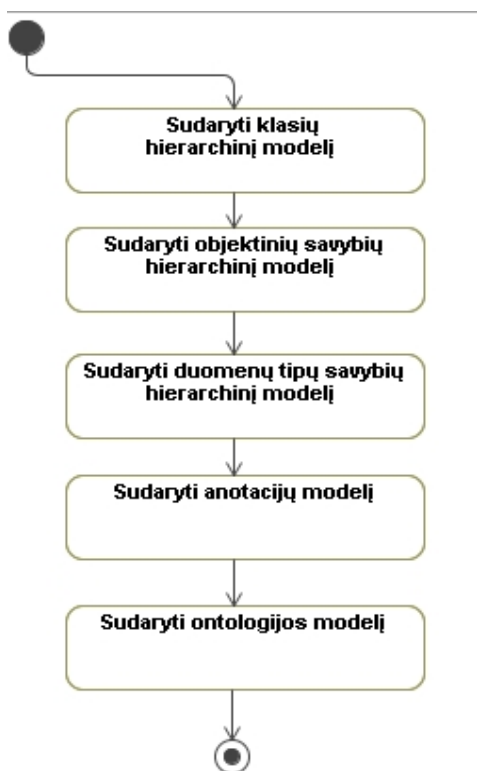 Sudaryti klasių
hierarchinį modelį
Sudaryti objektinių savybių
hierarchinį modelį
Sudaryti duomenų tipų savybių
hierarchinį modelį
Sudaryti anotacijų modelį
Sudaryti ontologijos modelį